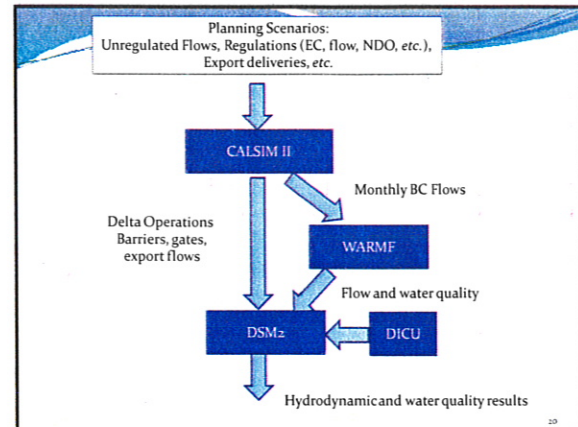 Planning Scenarios:
Unregulated Flows, Regulations (EC, flow, NDO, etc.),
Export deliveries, etc.
CALSIM II
Monthly BC Flows
Delta Operations
Barriers, gates,
export flows
WARMF
Flow and water quality
DSM2
DICU
Hydrodynamic and water quality results
20